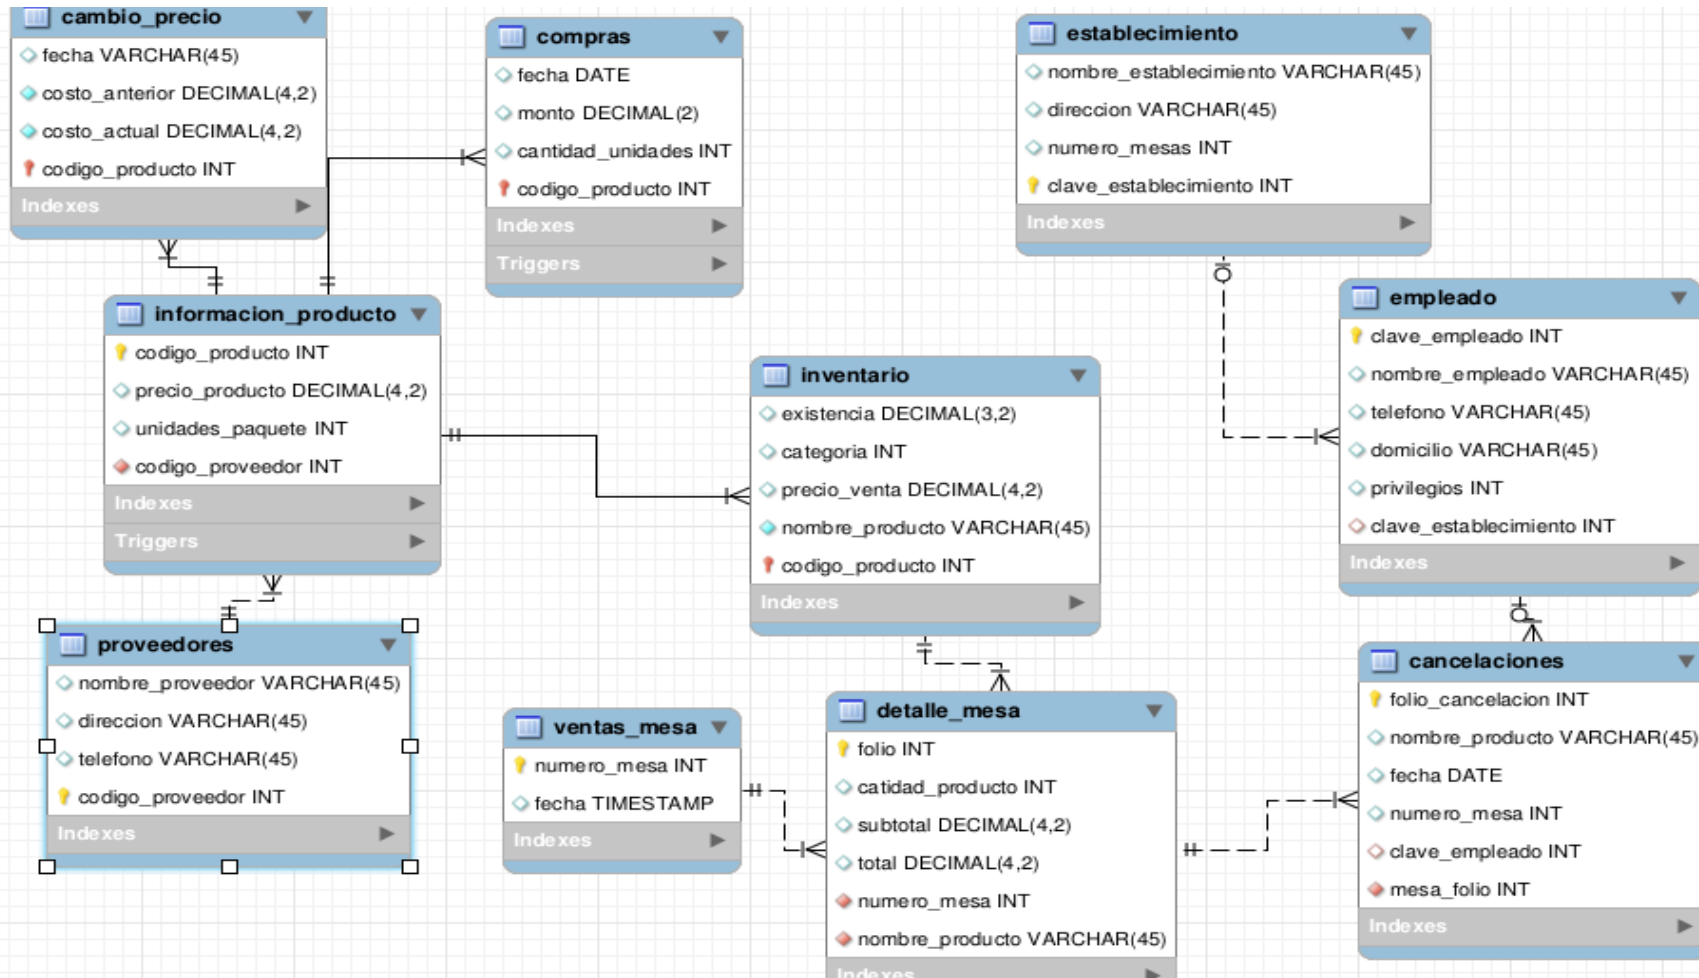 cambio_precio
fecha VARCHAR(45)
costo_anterior DECIMAL(4,2)
costo_actual DECIMAL(4,2)
codigo_producto INT
Indexes
compras
fecha DATE
monto DECIMAL(2)
cantidad_unidades INT
codigo_producto INT
Indexes
Triggers
establecimiento
nombre_establecimiento VARCHAR(45)
direccion VARCHAR(45)
numero_mesas INT
clave_establecimiento INT
Indexes
informacion_producto
codigo_producto INT
precio_producto DECIMAL(4,2)
unidades_paquete INT
codigo_proveedor INT
Indexes
Triggers
inventario
existencia DECIMAL(3,2)
categoria INT
precio_venta DECIMAL(4,2)
nombre_producto VARCHAR(45)
codigo_producto INT
Indexes
empleado
clave_empleado INT
nombre_empleado VARCHAR(45)
telefono VARCHAR(45)
domicilio VARCHAR(45)
privilegios INT
clave_establecimiento INT
Indexes
proveedores
nombre_proveedor VARCHAR(45)
direccion VARCHAR(45)
telefono VARCHAR(45)
codigo_proveedor INT
Indexes
ventas_mesa
numero_mesa INT
fecha TIMESTAMP
Indexes
detalle_mesa
folio INT
catidad_producto INT
subtotal DECIMAL(4,2)
total DECIMAL(4,2)
numero_mesa INT
nombre_producto VARCHAR(45)
Indexes
cancelaciones
folio_cancelacion INT
nombre_producto VARCHAR(45)
fecha DATE
numero_mesa INT
clave_empleado INT
mesa_folio INT
Indexes